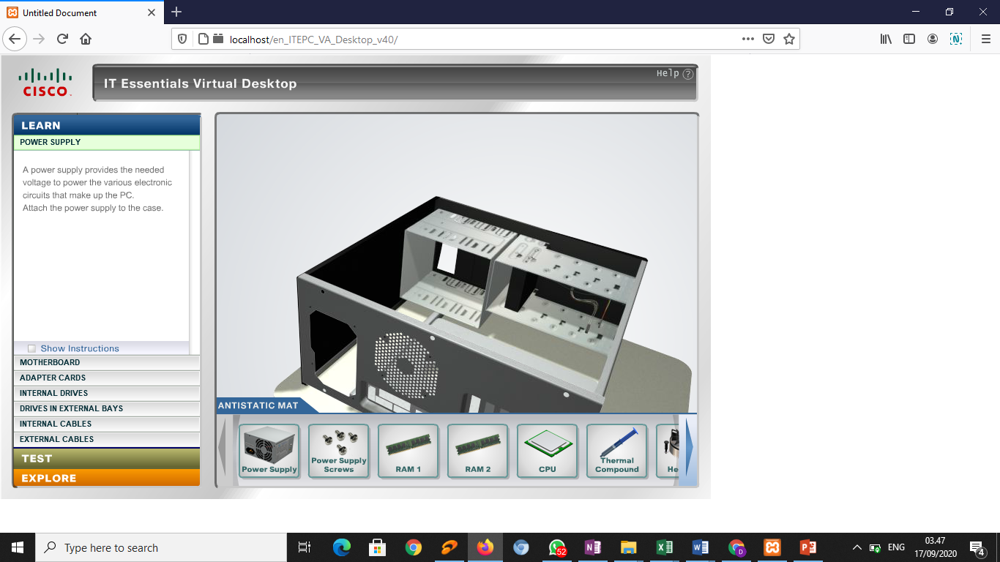 Untitled Document
localhost/en_ITEPC_VA_Desktop_v40/
CISCO
IT Essentials Virtual Desktop
Help ?
LEARN
POWER SUPPLY
A power supply provides the needed
voltage to power the various electronic
circuits that make up the PC.
Attach the power supply to the case.
Show Instructions
MOTHERBOARD
ADAPTER CARDS
INTERNAL DRIVES
DRIVES IN EXTERNAL BAYS
INTERNAL CABLES
EXTERNAL CABLES
TEST
EXPLORE
ANTISTATIC MAT
Power Supply
Power Supply
Screws
RAM 1
RAM 2
CPU
Thermal
Compound
He
Type here to search
52
ENG
03.47
17/09/2020
4